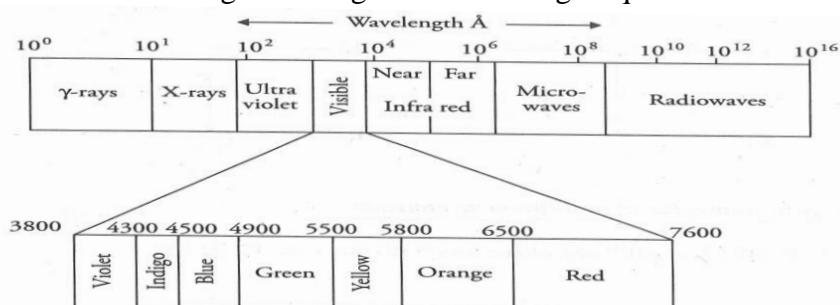 Wavelength Å
10⁰ 10¹ 10² 10⁴ 10⁶ 10⁸ 10¹⁰ 10¹² 10¹⁶
γ-rays X-rays Ultra violet Visible Near Far Infra red Micro- waves Radiowaves
3800 4300 4500 4900 5500 5800 6500 7600
Violet Indigo Blue Green Yellow Orange Red